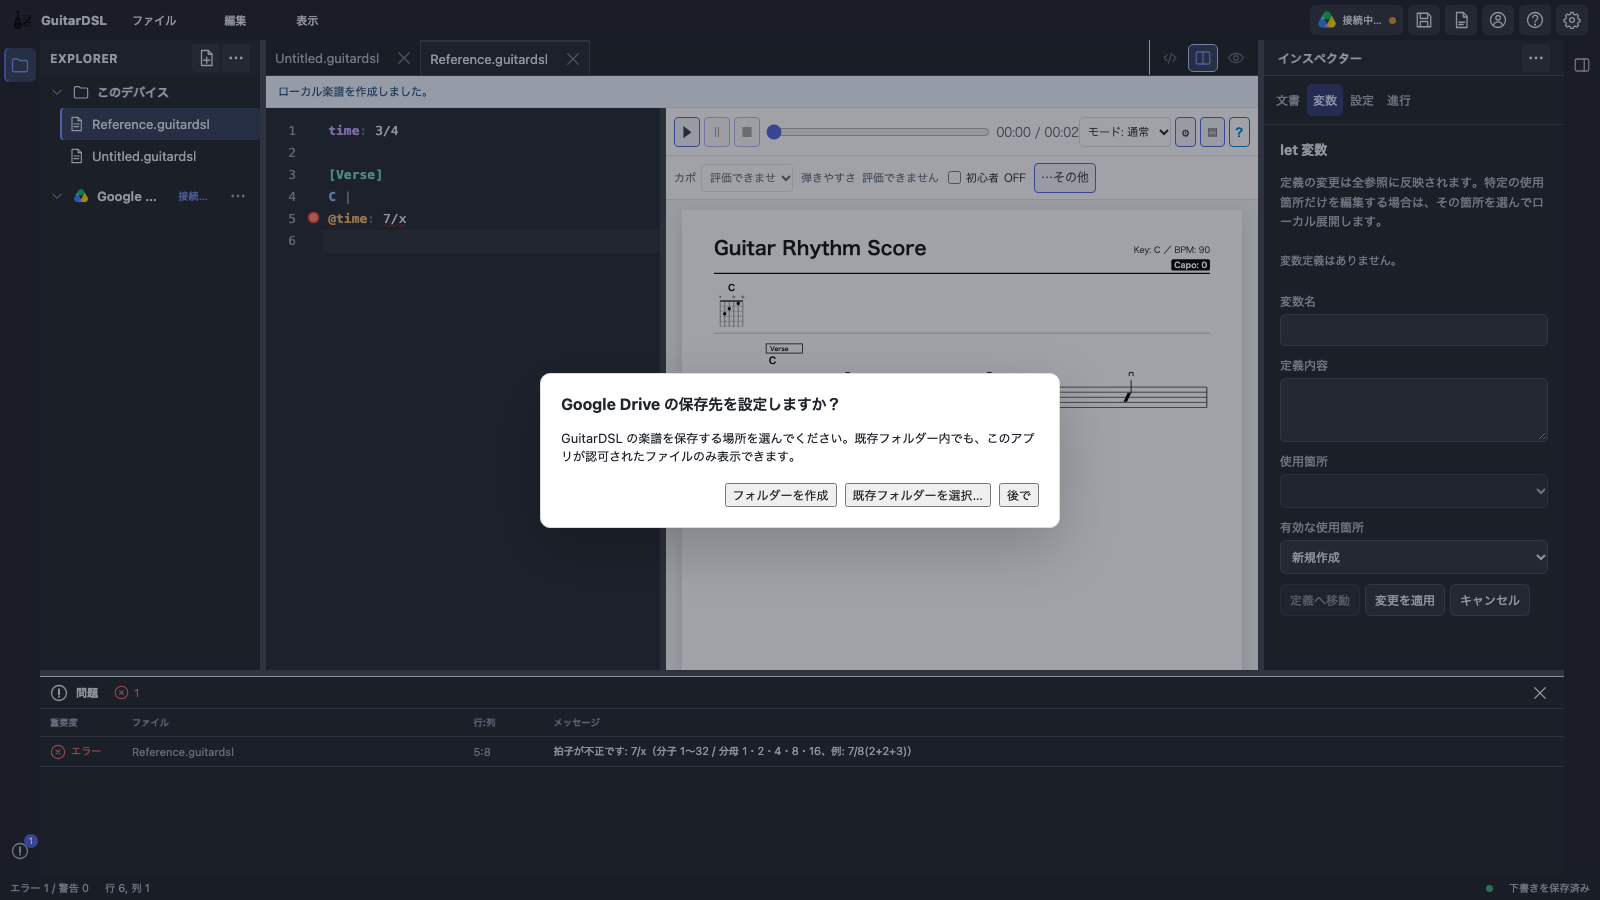 GuitarDSL ファイル 編集 表示 接続中...
EXPLORER
このデバイス
Reference.guitardsl
Untitled.guitardsl
Google ... 接続...
Untitled.guitardsl Reference.guitardsl
ローカル楽譜を作成しました。
1 time: 3/4
2
3 [Verse]
4 C |
5 @time: 7/x
6
00:00 / 00:02 モード: 通常 ?
カポ 評価できませ 弾きやすさ 評価できません 初心者 OFF …その他
Guitar Rhythm Score
Key: C ／ BPM: 90
Capo: 0
C
Verse
C
Google Drive の保存先を設定しますか？
GuitarDSL の楽譜を保存する場所を選んでください。既存フォルダー内でも、このアプ
リが認可されたファイルのみ表示できます。
フォルダーを作成 既存フォルダーを選択... 後で
インスペクター
文書 変数 設定 進行
let 変数
定義の変更は全参照に反映されます。特定の使用
箇所だけを編集する場合は、その箇所を選んでロ
ーカル展開します。
変数定義はありません。
変数名
定義内容
使用箇所
有効な使用箇所
新規作成
定義へ移動 変更を適用 キャンセル
問題 1
重要度 ファイル 行:列 メッセージ
エラー Reference.guitardsl 5:8 拍子が不正です: 7/x（分子 1〜32 / 分母 1・2・4・8・16、例: 7/8(2+2+3)）
1
エラー 1 / 警告 0 行 6, 列 1 下書きを保存済み